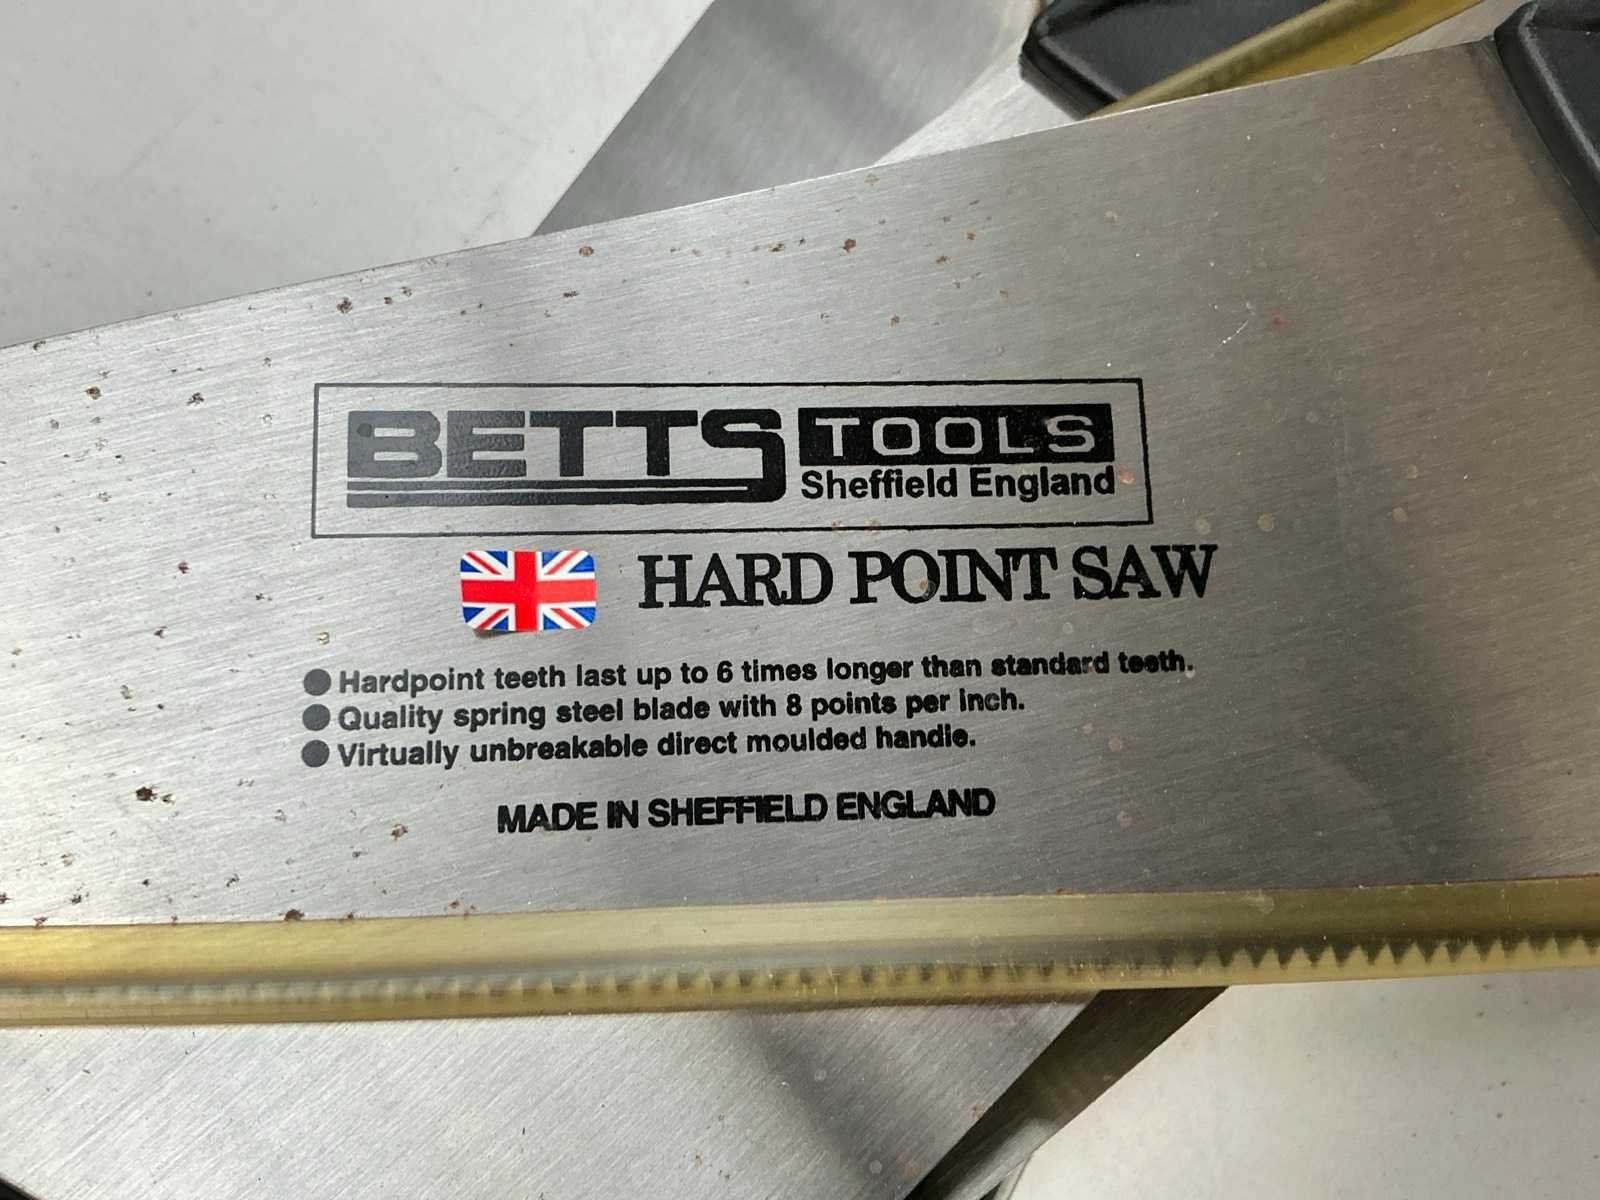 BETTS TOOLS
Sheffield England
HARD POINT SAW
● Hardpoint teeth last up to 6 times longer than standard teeth.
● Quality spring steel blade with 8 points per inch.
● Virtually unbreakable direct moulded handle.
MADE IN SHEFFIELD ENGLAND